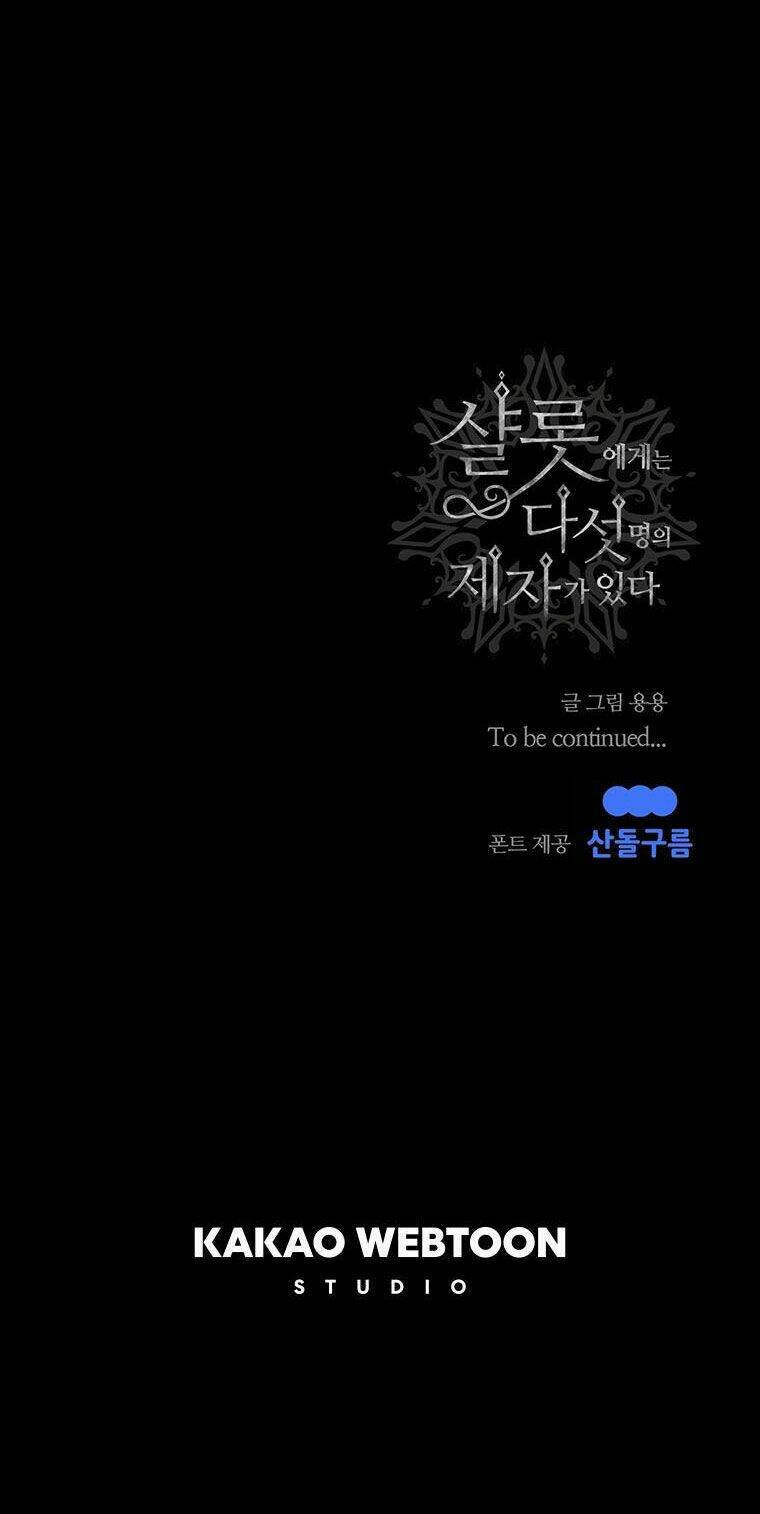 샬롯에게는
다섯명의
제자가 있다
글 그림 용용
To be continued...
폰트 제공 산돌구름
KAKAO WEBTOON
STUDIO